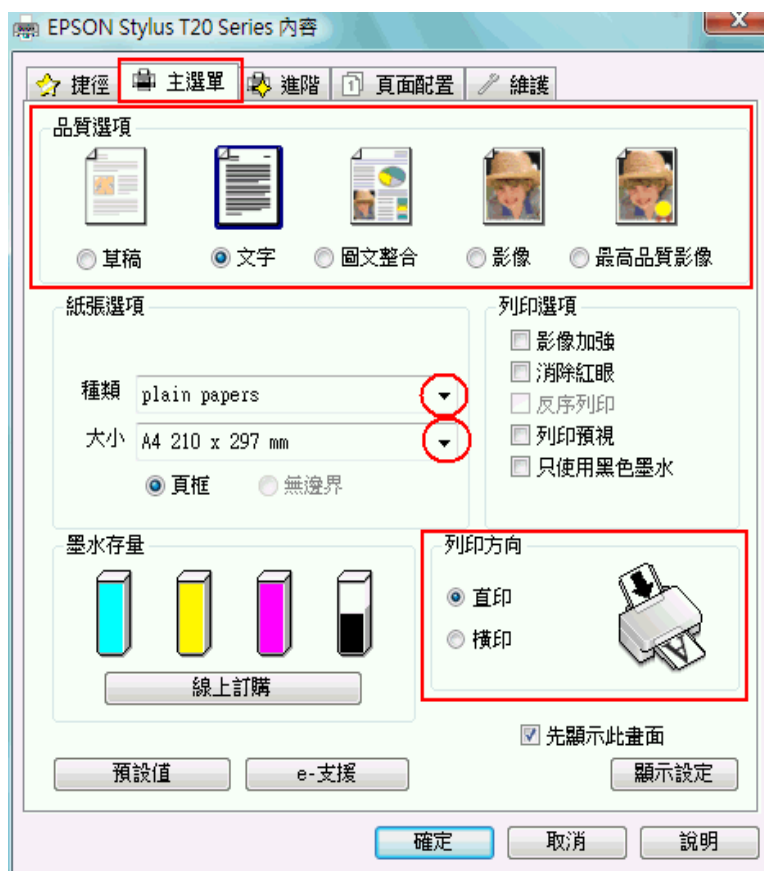 EPSON Stylus T20 Series 內容
捷徑 主選單 進階 頁面配置 維護
品質選項
草稿 文字 圖文整合 影像 最高品質影像
紙張選項
種類 plain papers
大小 A4 210 x 297 mm
頁框 無邊界
列印選項
影像加強
消除紅眼
反序列印
列印預視
只使用黑色墨水
墨水存量
線上訂購
列印方向
直印
橫印
先顯示此畫面
預設值 e-支援 顯示設定
確定 取消 說明